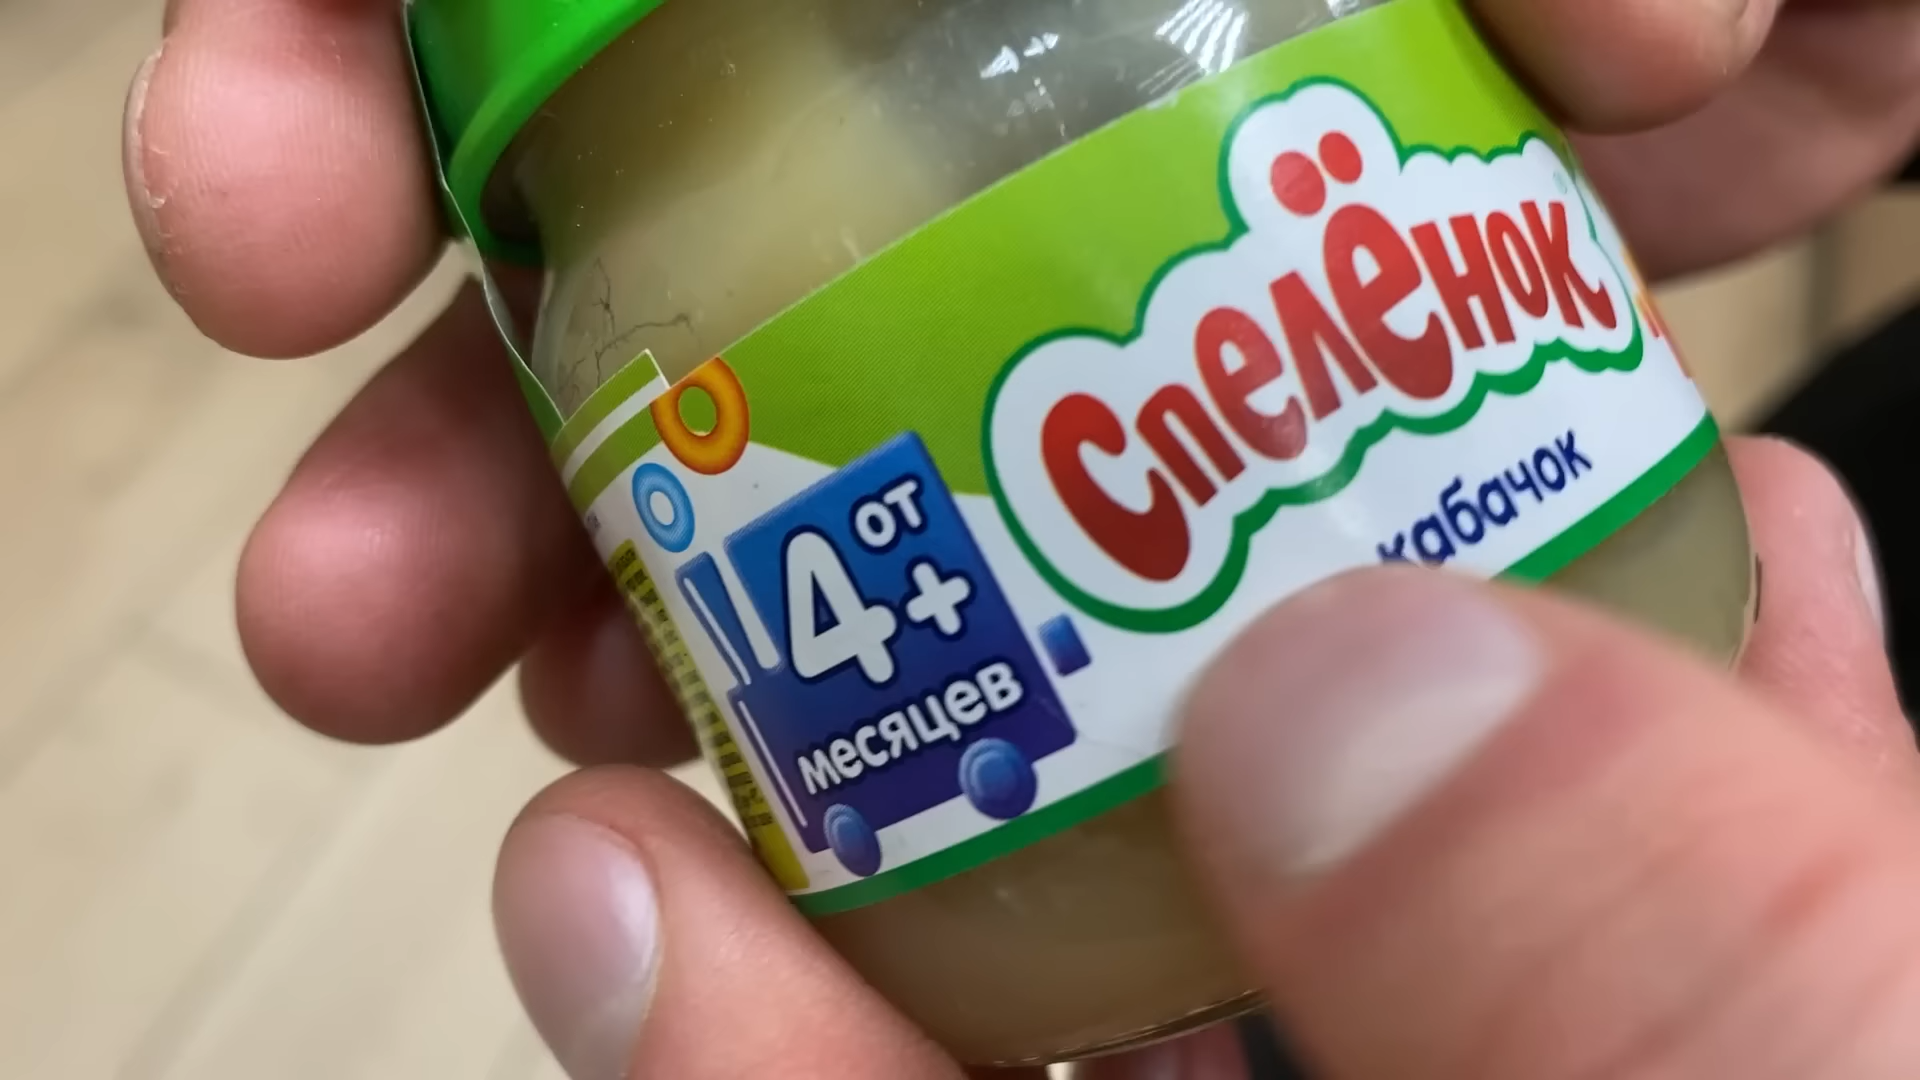 Спелёнок
кабачок
от
4+
месяцев